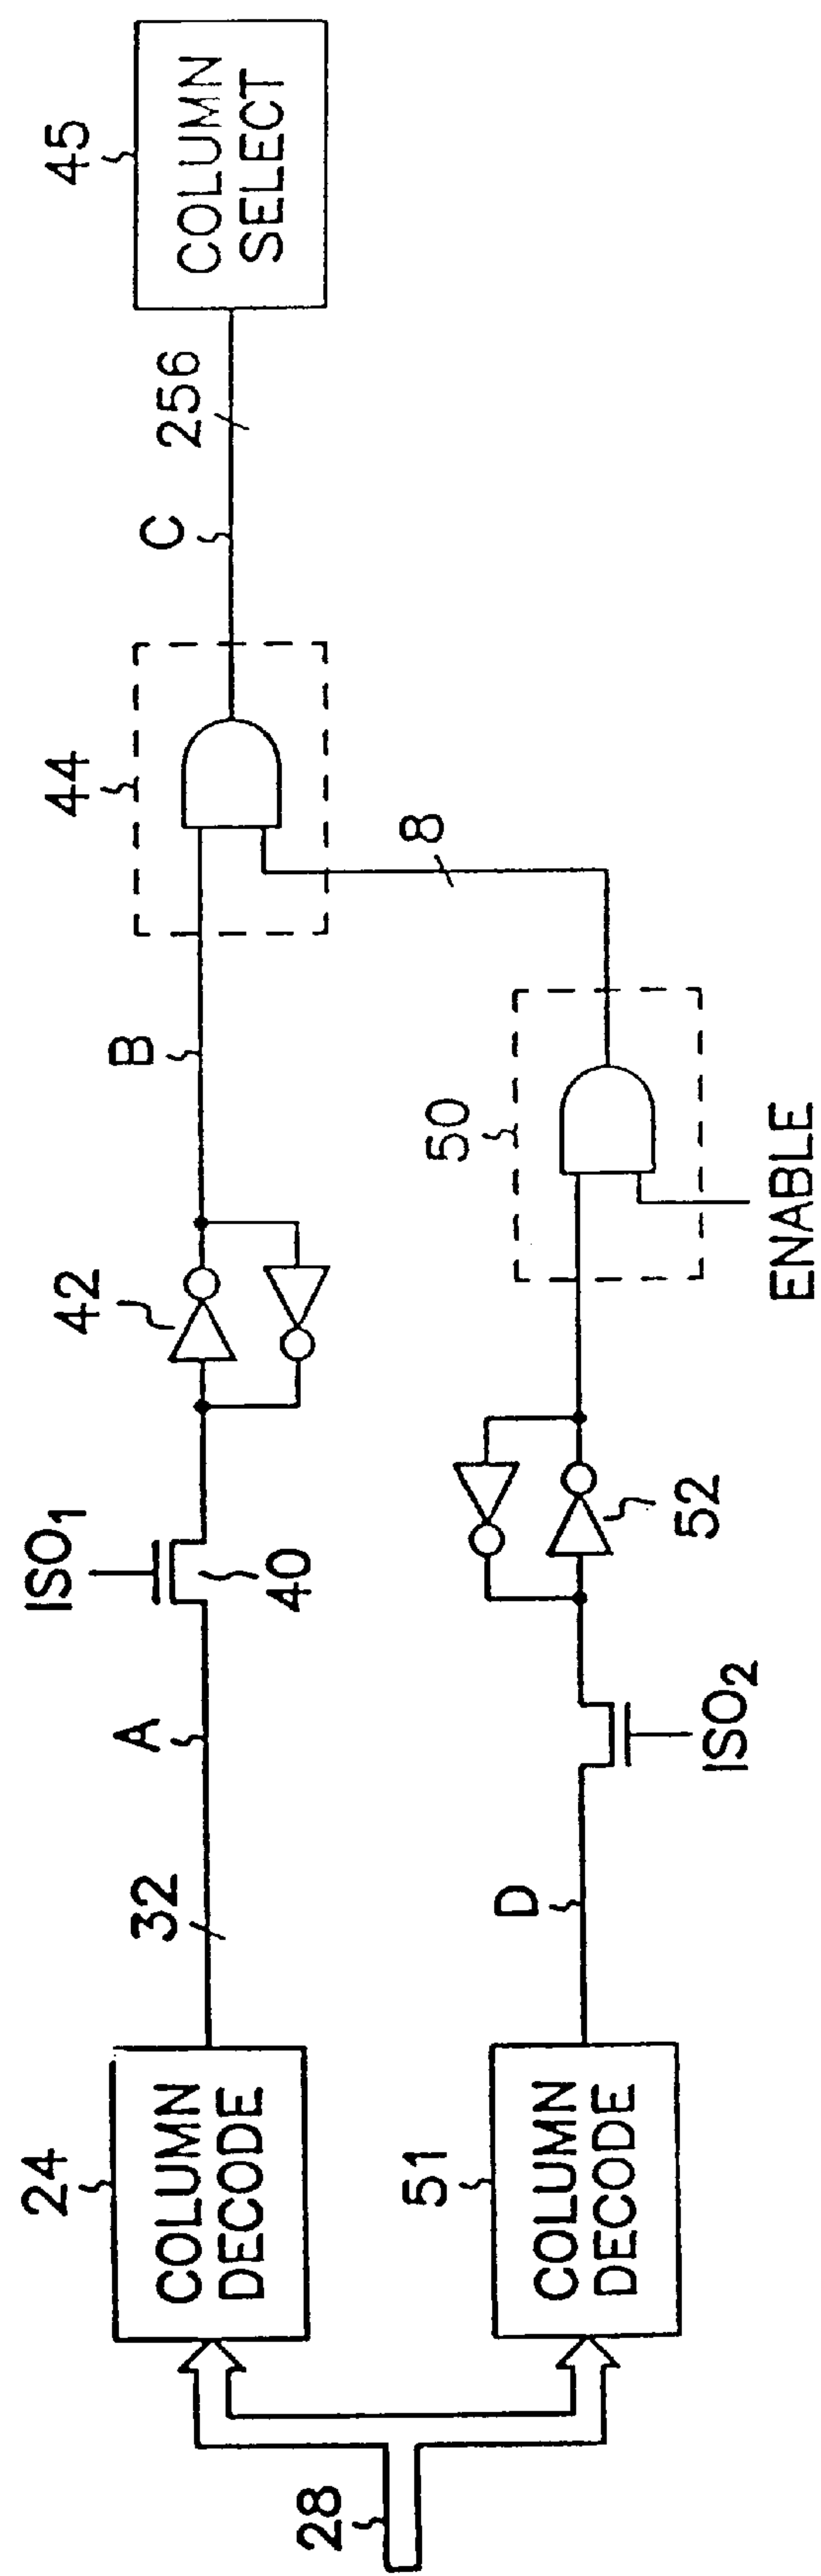 28
24
COLUMN
DECODE
32
A
ISO1
40
42
B
44
C
256
45
COLUMN
SELECT
51
COLUMN
DECODE
D
ISO2
52
50
ENABLE
8